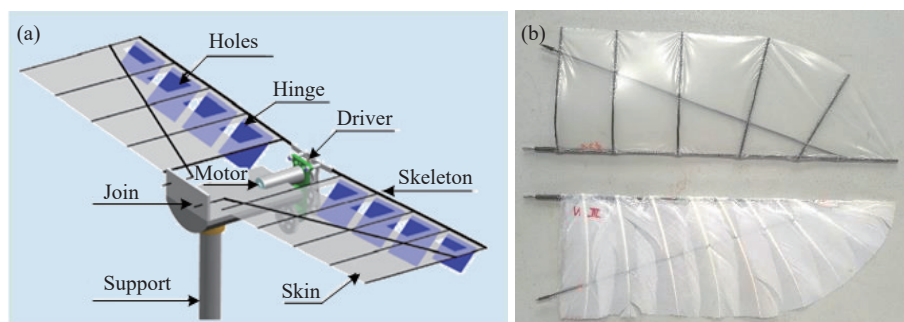 (a)
Holes
Hinge
Driver
Motor
Skeleton
Join
Support
Skin
(b)